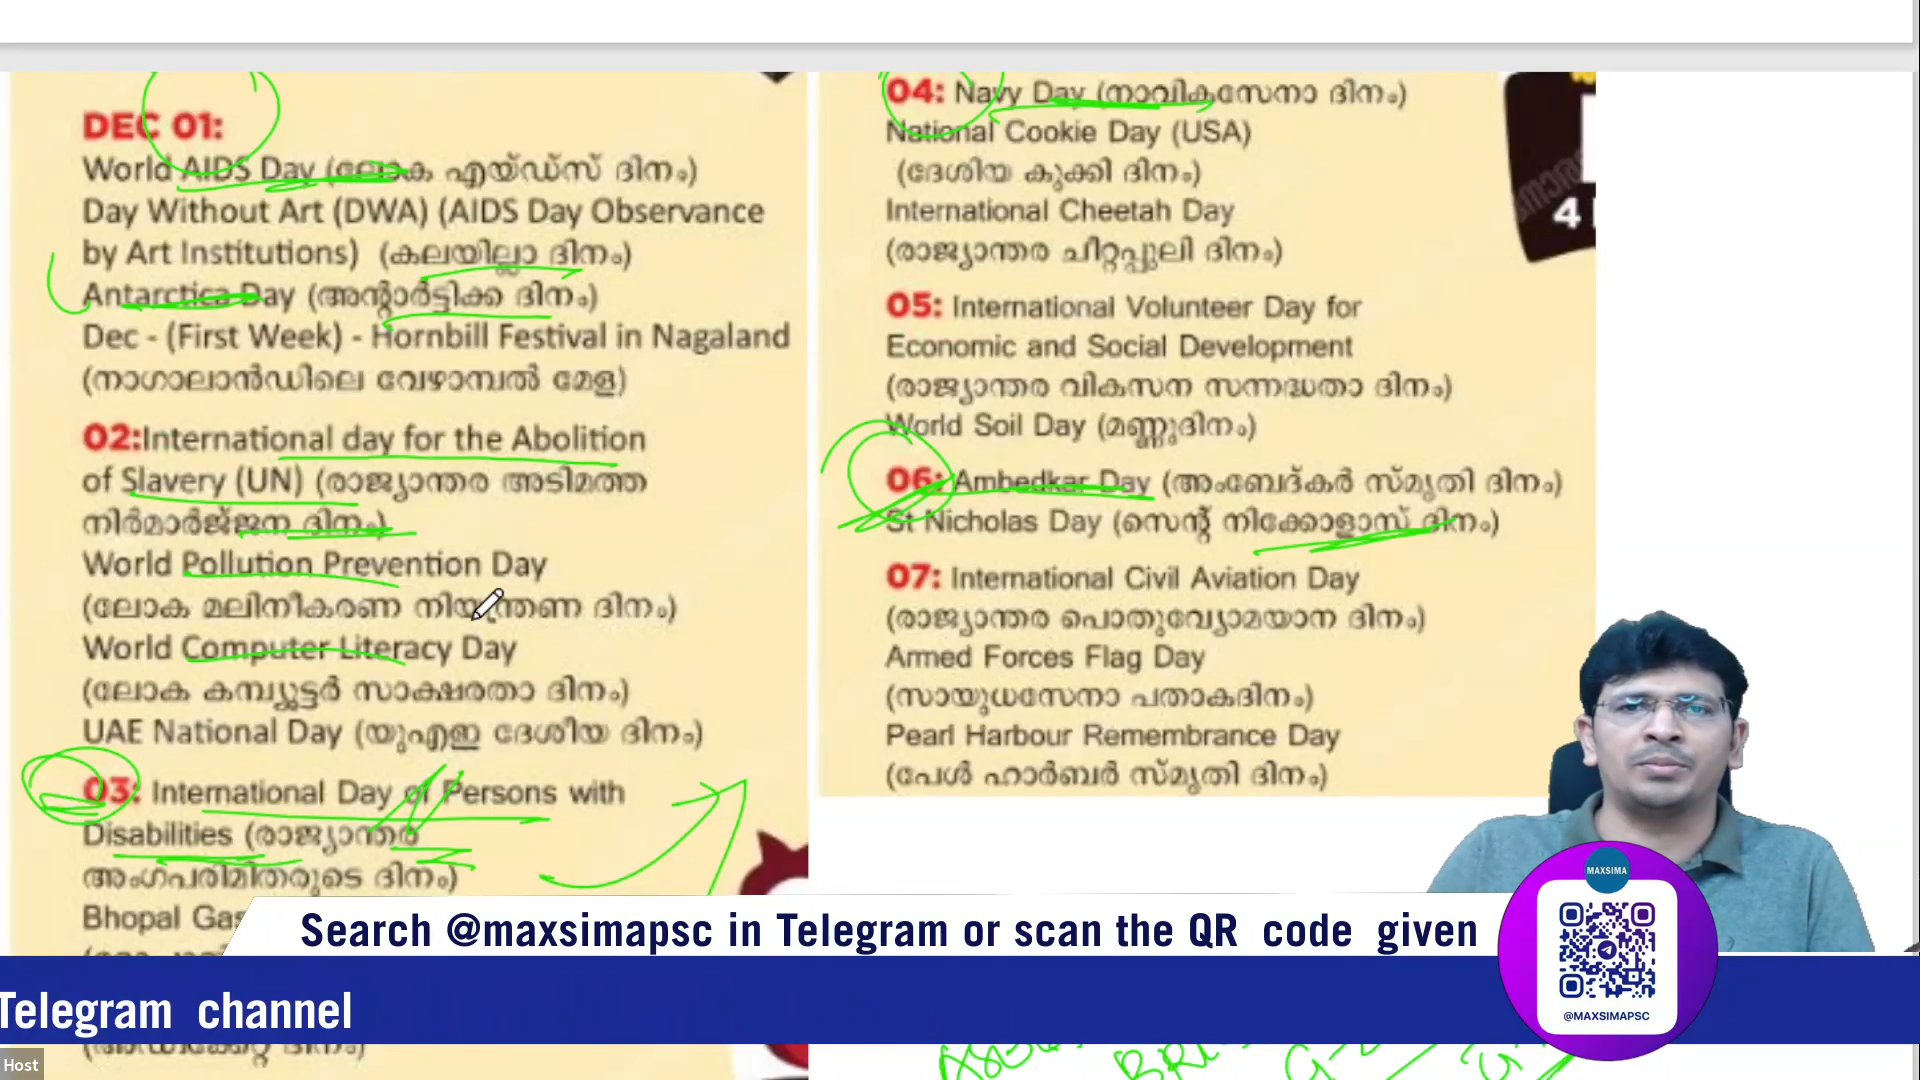 DEC 01:
World AIDS Day (ലോക എയ്ഡ്സ് ദിനം)
Day Without Art (DWA) (AIDS Day Observance
by Art Institutions) (കലയില്ലാ ദിനം)
Antarctica Day (അന്റാർട്ടിക്ക ദിനം)
Dec - (First Week) - Hornbill Festival in Nagaland
(നാഗാലാൻഡിലെ വേഴാമ്പൽ മേള)
02:International day for the Abolition
of Slavery (UN) (രാജ്യാന്തര അടിമത്ത
നിർമാർജ്ജന ദിനം)
World Pollution Prevention Day
(ലോക മലിനീകരണ നിയന്ത്രണ ദിനം)
World Computer Literacy Day
(ലോക കമ്പ്യൂട്ടർ സാക്ഷരതാ ദിനം)
UAE National Day (യുഎഇ ദേശീയ ദിനം)
03: International Day of Persons with
Disabilities (രാജ്യാന്തര
അംഗപരിമിതരുടെ ദിനം)
Bhopal Gas
04: Navy Day (നാവികസേനാ ദിനം)
National Cookie Day (USA)
(ദേശിയ കുക്കി ദിനം)
International Cheetah Day
(രാജ്യാന്തര ചീറ്റപ്പുലി ദിനം)
05: International Volunteer Day for
Economic and Social Development
(രാജ്യാന്തര വികസന സന്നദ്ധതാ ദിനം)
World Soil Day (മണ്ണുദിനം)
06: Ambedkar Day (അംബേദ്കർ സ്മൃതി ദിനം)
St Nicholas Day (സെന്റ് നിക്കോളാസ് ദിനം)
07: International Civil Aviation Day
(രാജ്യാന്തര പൊതുവ്യോമയാന ദിനം)
Armed Forces Flag Day
(സായുധസേനാ പതാകദിനം)
Pearl Harbour Remembrance Day
(പേൾ ഹാർബർ സ്മൃതി ദിനം)
4
Search @maxsimapsc in Telegram or scan the QR code given
Telegram channel
MAXSIMA
@MAXSIMAPSC
Host